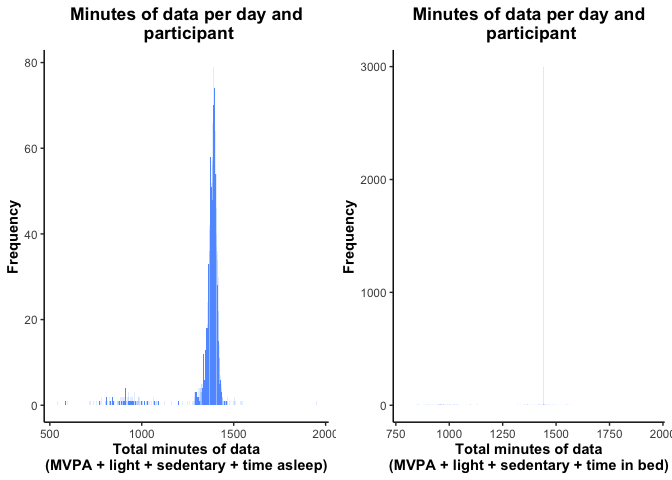 Minutes of data per day and
participant
80
60
40
20
0
Frequency
500
1000
1500
2000
Total minutes of data
(MVPA + light + sedentary + time asleep)
Minutes of data per day and
participant
3000
2000
1000
0
Frequency
750
1000
1250
1500
1750
2000
Total minutes of data
(MVPA + light + sedentary + time in bed)